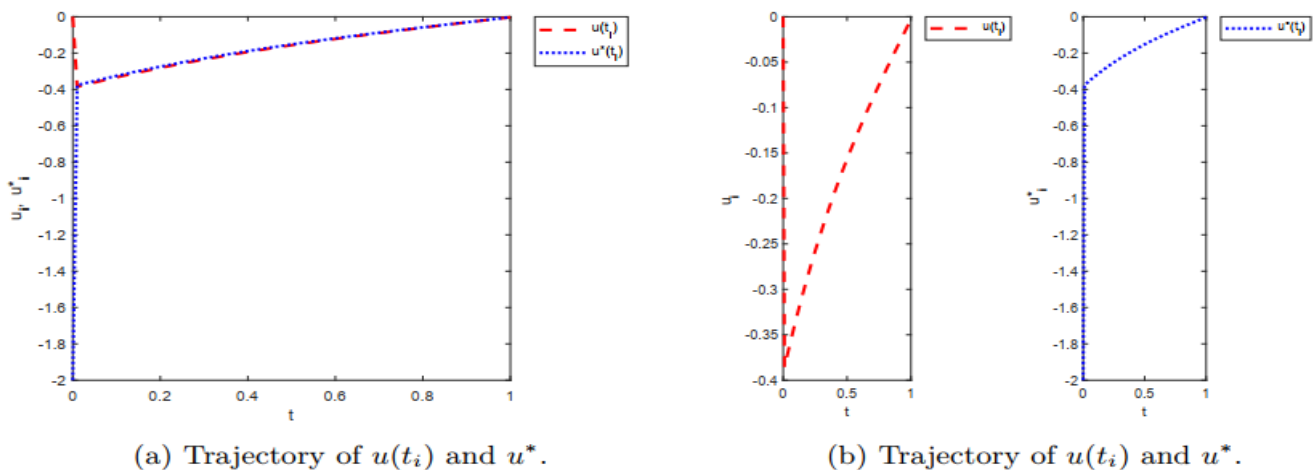 0
-0.2
-0.4
-0.6
-0.8
-1
-1.2
-1.4
-1.6
-1.8
-2
0 0.2 0.4 0.6 0.8 1
u_i, u*_i
t
u(t_i)
u*(t_i)
0
-0.05
-0.1
-0.15
-0.2
-0.25
-0.3
-0.35
-0.4
0 0.5 1
u_i
t
u(t_i)
0
-0.2
-0.4
-0.6
-0.8
-1
-1.2
-1.4
-1.6
-1.8
-2
0 0.5 1
u*_i
t
u*(t_i)
(a) Trajectory of u(t_i) and u*.
(b) Trajectory of u(t_i) and u*.